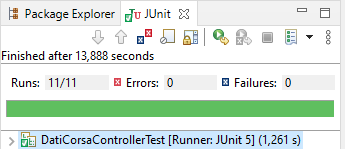 Package Explorer JUnit
Finished after 13,888 seconds
Runs: 11/11 Errors: 0 Failures: 0
DatiCorsaControllerTest [Runner: JUnit 5] (1,261 s)